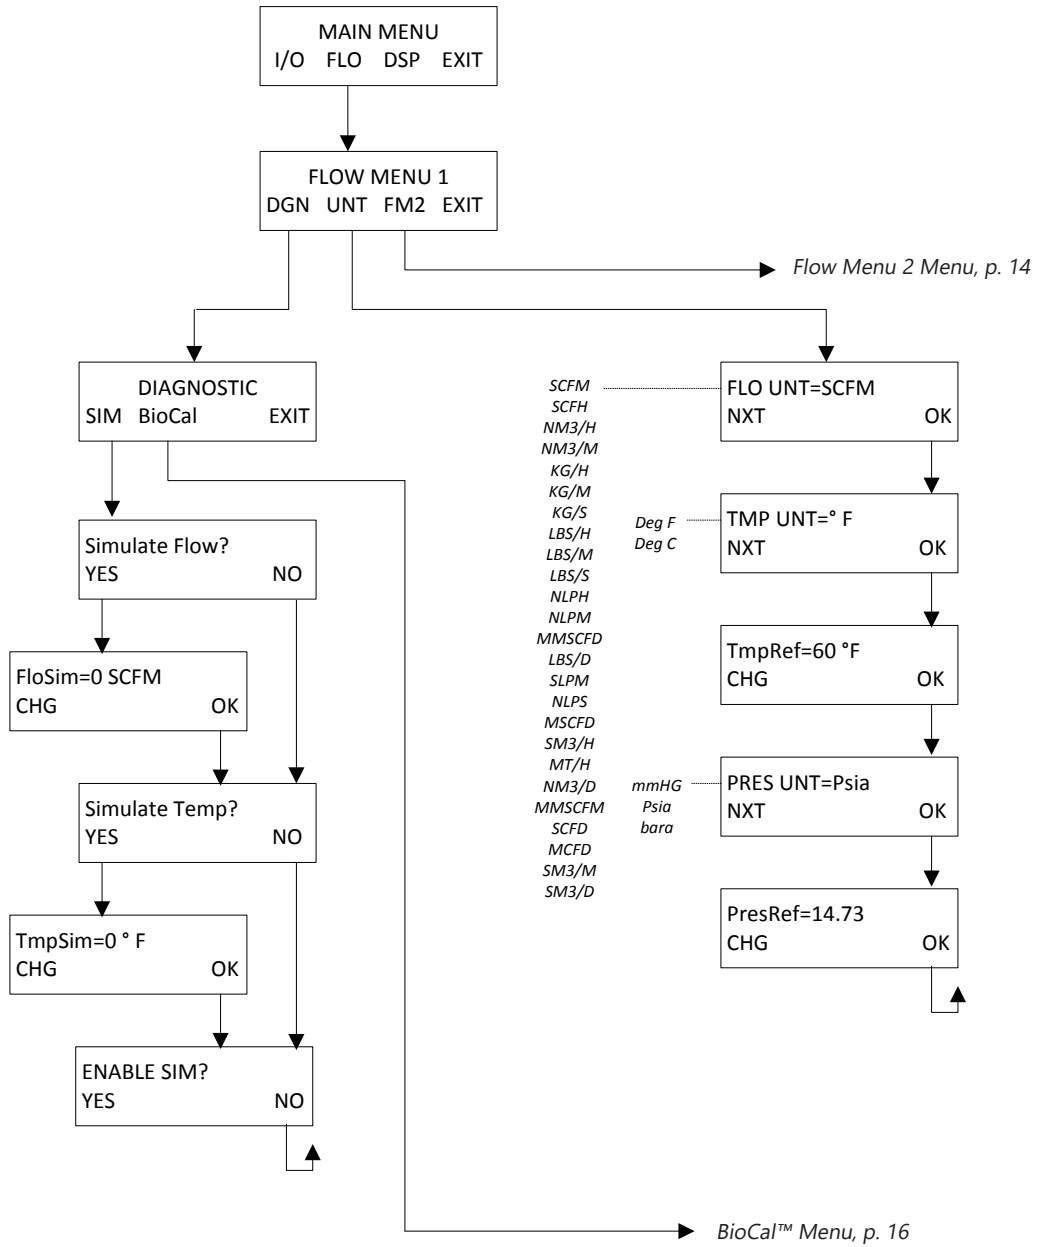 MAIN MENU
I/O FLO DSP EXIT
FLOW MENU 1
DGN UNT FM2 EXIT
Flow Menu 2 Menu, p. 14
DIAGNOSTIC
SIM BioCal EXIT
Simulate Flow?
YES NO
FloSim=0 SCFM
CHG OK
Simulate Temp?
YES NO
TmpSim=0 ° F
CHG OK
ENABLE SIM?
YES NO
SCFM
SCFH
NM3/H
NM3/M
KG/H
KG/M
KG/S
LBS/H
LBS/M
LBS/S
NLPH
NLPM
MMSCFD
LBS/D
SLPM
NLPS
MSCFD
SM3/H
MT/H
NM3/D
MMSCFM
SCFD
MCFD
SM3/M
SM3/D
FLO UNT=SCFM
NXT OK
Deg F
Deg C
TMP UNT=° F
NXT OK
TmpRef=60 °F
CHG OK
mmHG
Psia
bara
PRES UNT=Psia
NXT OK
PresRef=14.73
CHG OK
BioCal™ Menu, p. 16